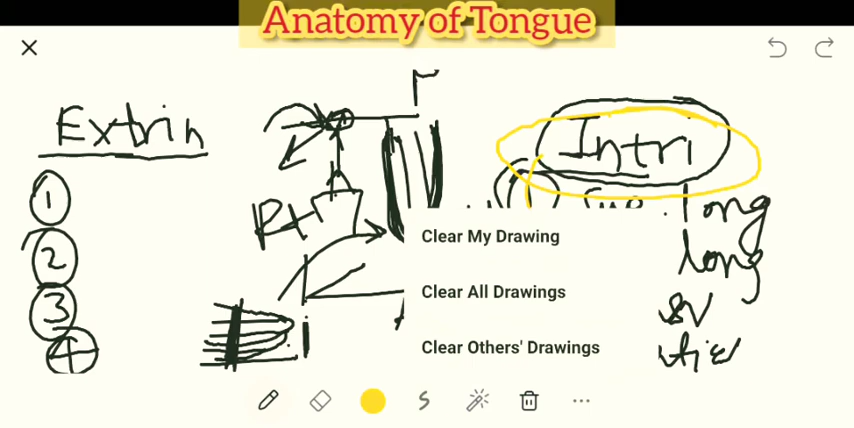 Anatomy of Tongue
Extrin
Intri
1
long
2
long
3
4
Clear My Drawing
Clear All Drawings
Clear Others' Drawings